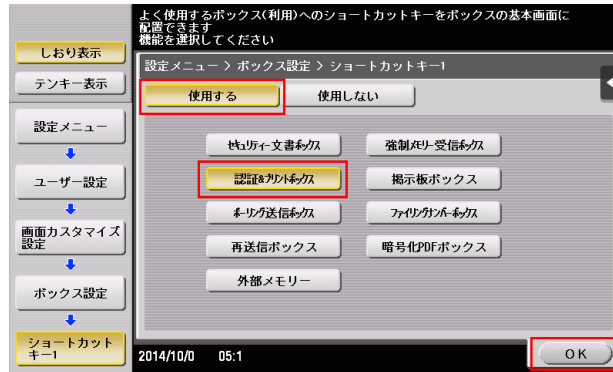 よく使用するボックス(利用)へのショートカットキーをボックスの基本画面に
配置できます
機能を選択してください
しおり表示
テンキー表示
設定メニュー
ユーザー設定
画面カスタマイズ
設定
ボックス設定
ショートカット
キー1
設定メニュー > ボックス設定 > ショートカットキー1
使用する
使用しない
ｾｷｭﾘﾃｨｰ文書ﾎﾞｯｸｽ
強制ﾒﾓﾘｰ受信ﾎﾞｯｸｽ
認証&ﾌﾟﾘﾝﾄﾎﾞｯｸｽ
掲示板ボックス
ﾎﾟｰﾘﾝｸﾞ送信ﾎﾞｯｸｽ
ﾌｧｲﾘﾝｸﾞﾅﾝﾊﾞｰﾎﾞｯｸｽ
再送信ボックス
暗号化PDFボックス
外部メモリー
2014/10/0 05:1
OK